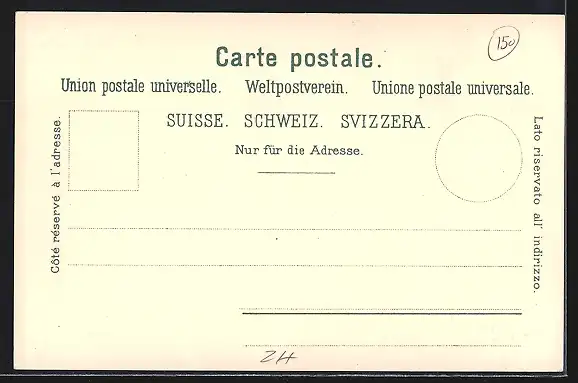 150
Carte postale.
Union postale universelle. Weltpostverein. Unione postale universale.
SUISSE. SCHWEIZ. SVIZZERA.
Nur für die Adresse.
Côté réservé à l'adresse.
Lato riservato all' indirizzo.
ZH